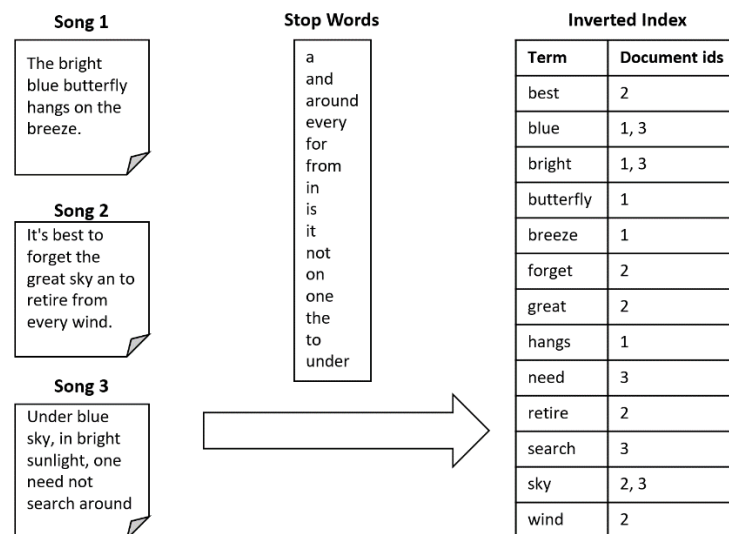 Song 1
The bright
blue butterfly
hangs on the
breeze.
Song 2
It's best to
forget the
great sky an to
retire from
every wind.
Song 3
Under blue
sky, in bright
sunlight, one
need not
search around
Stop Words
a
and
around
every
for
from
in
is
it
not
on
one
the
to
under
Inverted Index
Term Document ids
best 2
blue 1, 3
bright 1, 3
butterfly 1
breeze 1
forget 2
great 2
hangs 1
need 3
retire 2
search 3
sky 2, 3
wind 2